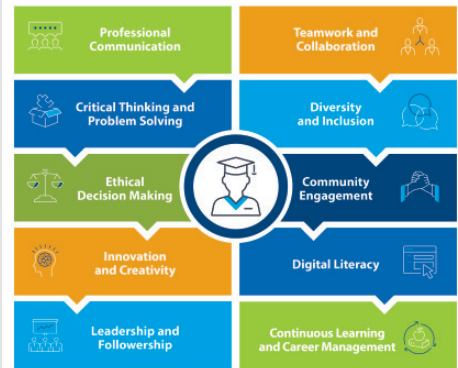 Professional
Communication
Teamwork and
Collaboration
Critical Thinking and
Problem Solving
Diversity
and Inclusion
Ethical
Decision Making
Community
Engagement
Innovation
and Creativity
Digital Literacy
Leadership and
Followership
Continuous Learning
and Career Management